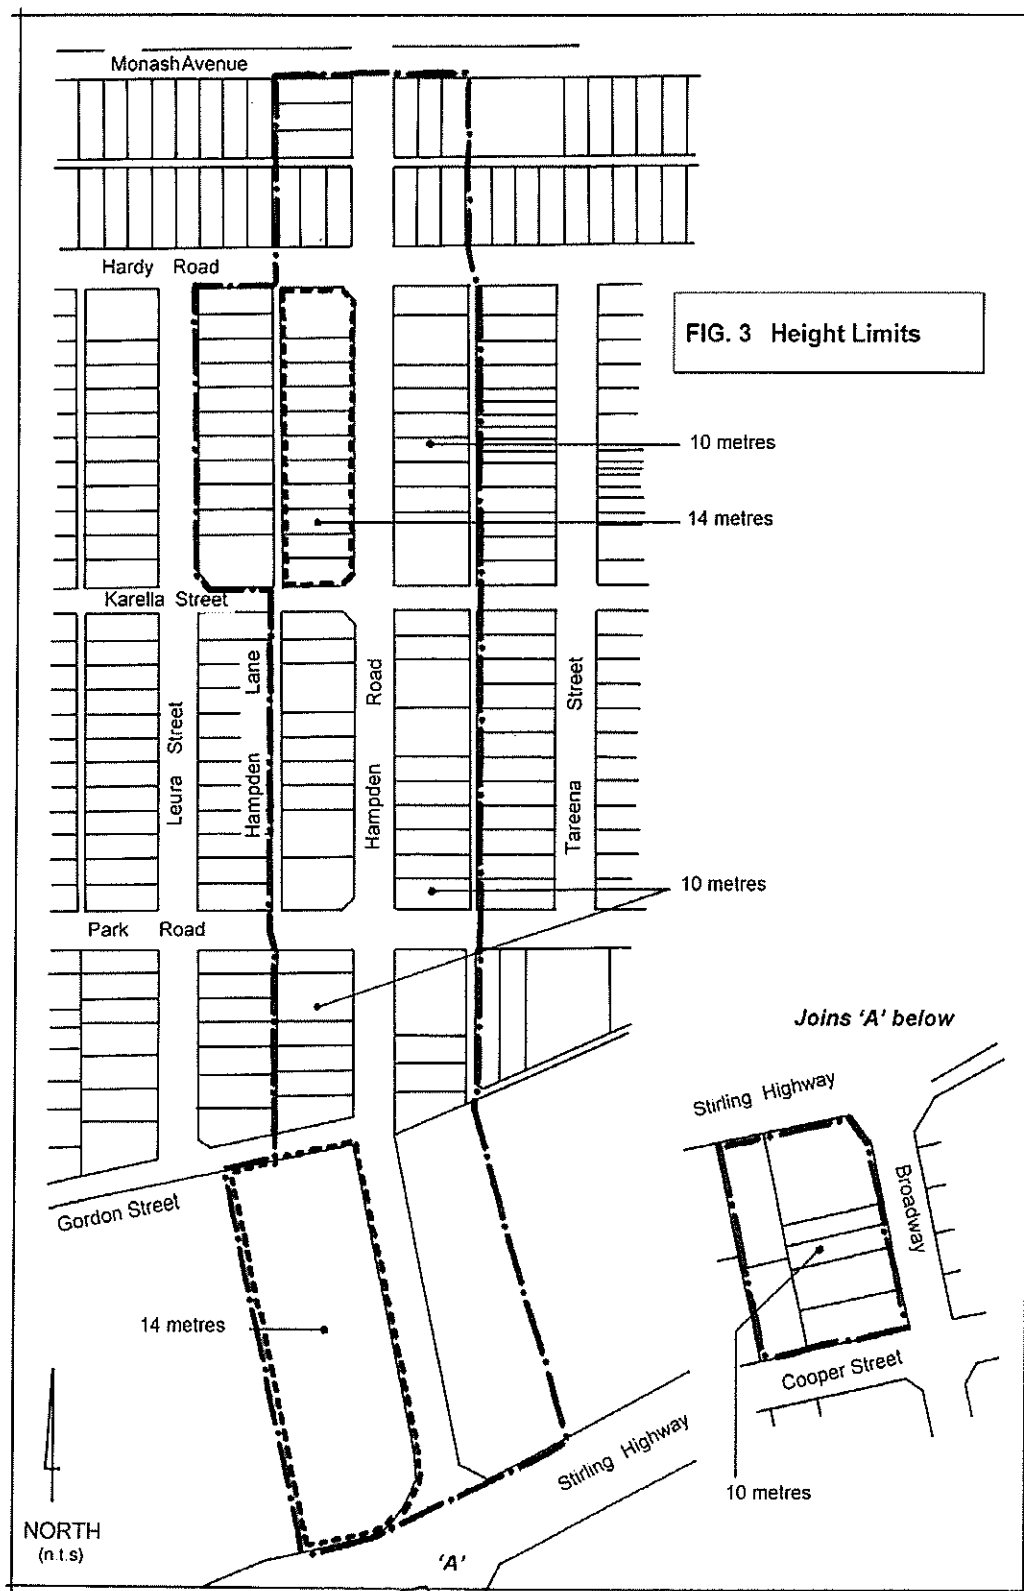 Monash Avenue
Hardy Road
FIG. 3 Height Limits
10 metres
14 metres
Karella Street
Leura Street
Hampden Lane
Hampden Road
Tareena Street
10 metres
Park Road
Joins 'A' below
Stirling Highway
Broadway
Gordon Street
14 metres
Cooper Street
Stirling Highway
10 metres
NORTH
(n.t.s)
'A'